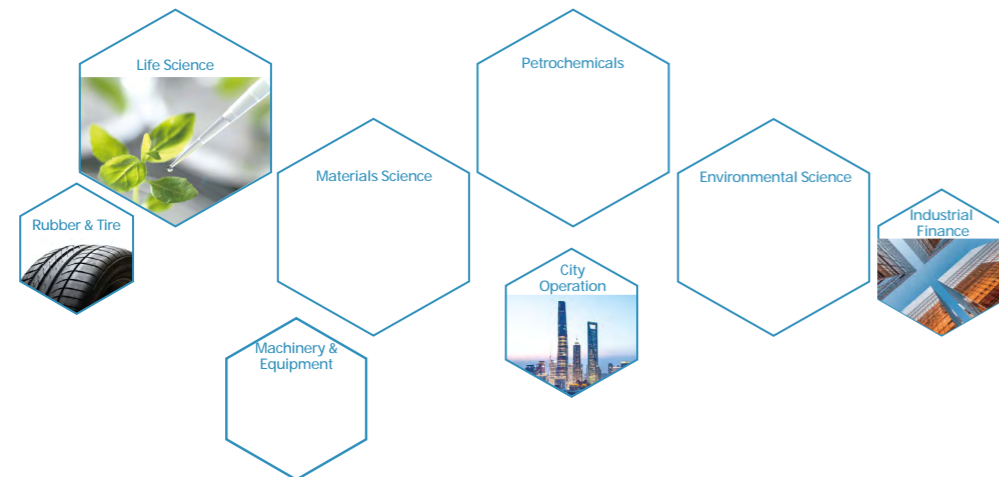 Life Science
Petrochemicals
Materials Science
Environmental Science
Rubber & Tire
Industrial
Finance
City
Operation
Machinery &
Equipment